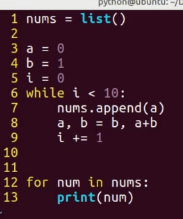 python@ubuntu: ~/D
1 nums = list()
2
3 a = 0
4 b = 1
5 i = 0
6 while i < 10:
7     nums.append(a)
8     a, b = b, a+b
9     i += 1
10
11
12 for num in nums:
13     print(num)